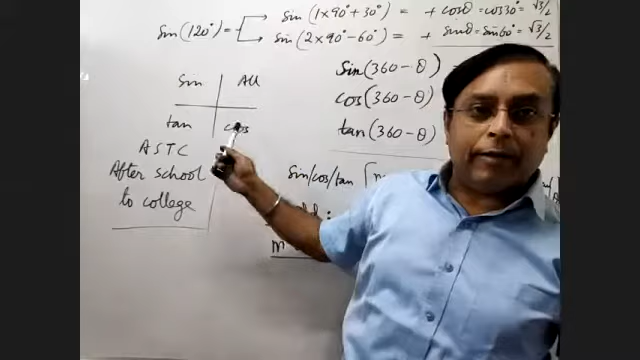 sin(120°) = sin(1×90°+30°) = + cosθ = cos30° = √3/2
sin(2×90°-60°) = + sinθ = sin60° = √3/2
sin All
tan cos
ASTC
After school
to college
sin(360-θ)
cos(360-θ)
tan(360-θ)
sin/cos/tan